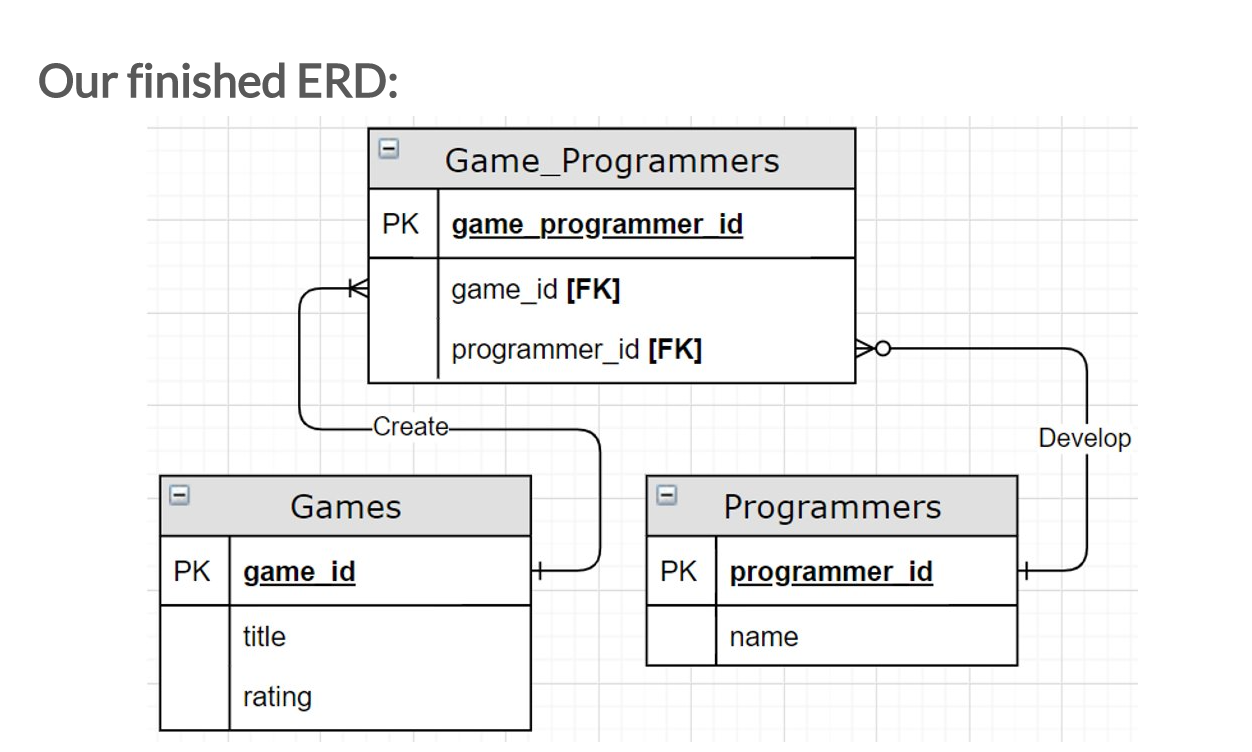 Our finished ERD:
Game_Programmers
PK game_programmer_id
game_id [FK]
programmer_id [FK]
Create
Develop
Games
PK game_id
title
rating
Programmers
PK programmer_id
name